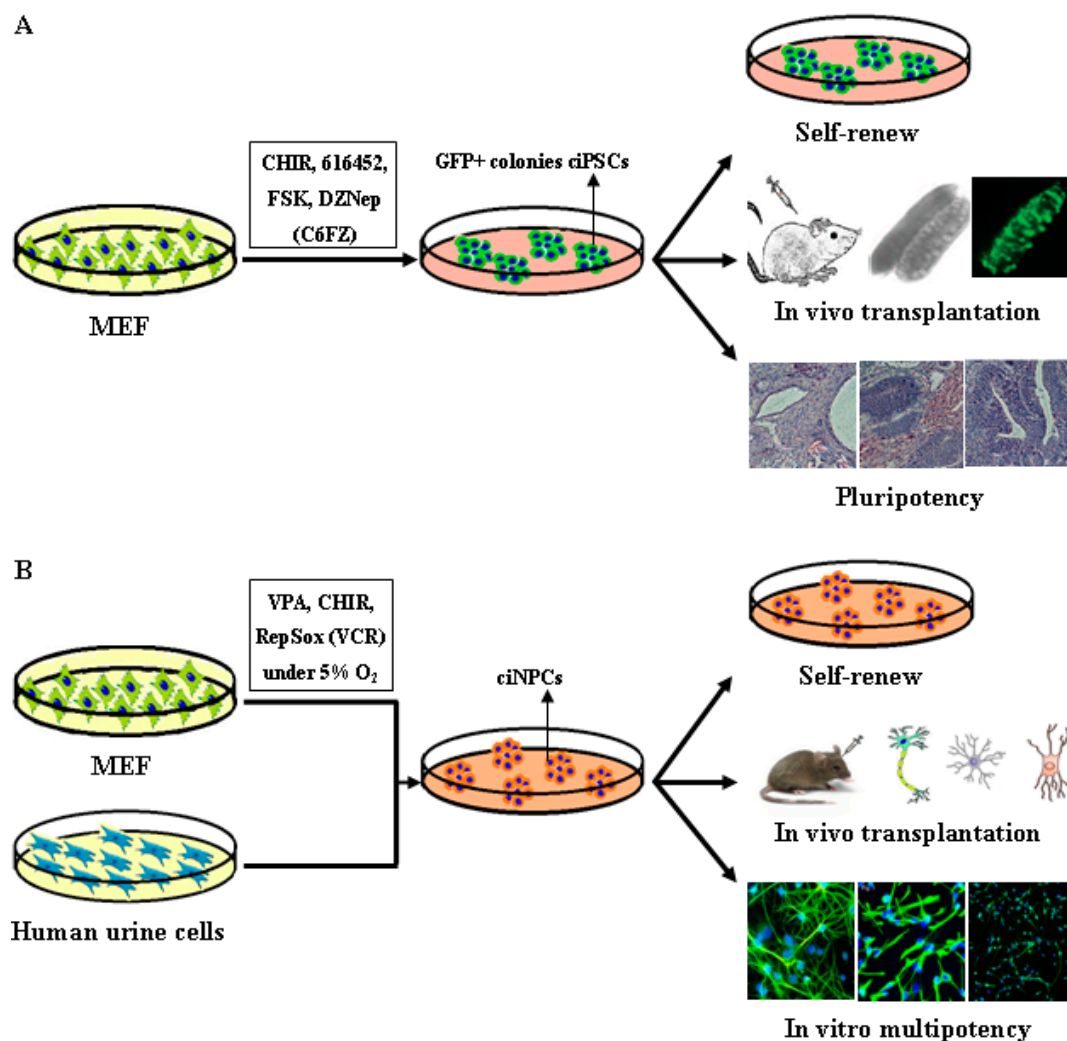 A
CHIR, 616452,
FSK, DZNep
(C6FZ)
MEF
GFP+ colonies ciPSCs
Self-renew
In vivo transplantation
Pluripotency
B
VPA, CHIR,
RepSox (VCR)
under 5% O₂
MEF
Human urine cells
ciNPCs
Self-renew
In vivo transplantation
In vitro multipotency